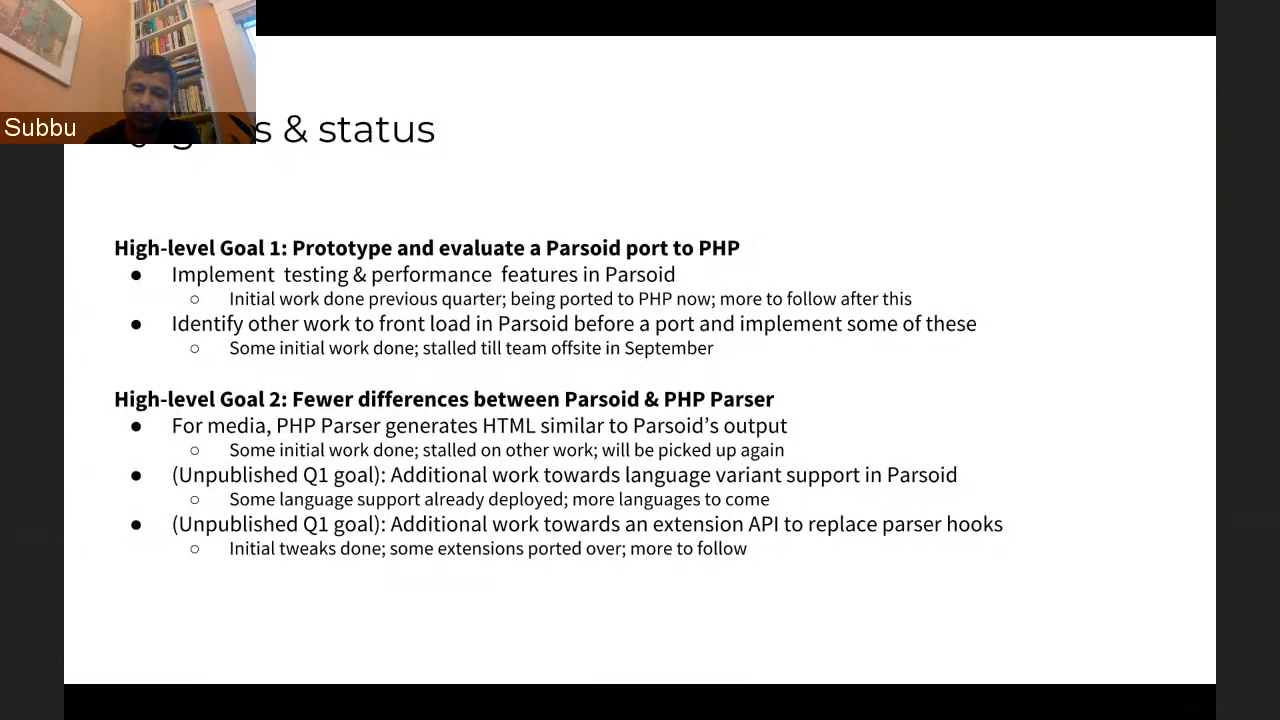 Subbu
s & status
High-level Goal 1: Prototype and evaluate a Parsoid port to PHP
● Implement testing & performance features in Parsoid
○ Initial work done previous quarter; being ported to PHP now; more to follow after this
● Identify other work to front load in Parsoid before a port and implement some of these
○ Some initial work done; stalled till team offsite in September
High-level Goal 2: Fewer differences between Parsoid & PHP Parser
● For media, PHP Parser generates HTML similar to Parsoid’s output
○ Some initial work done; stalled on other work; will be picked up again
● (Unpublished Q1 goal): Additional work towards language variant support in Parsoid
○ Some language support already deployed; more languages to come
● (Unpublished Q1 goal): Additional work towards an extension API to replace parser hooks
○ Initial tweaks done; some extensions ported over; more to follow